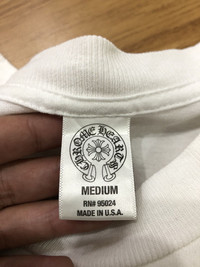 CHROME HEARTS
MEDIUM
RN# 95024
MADE IN U.S.A.